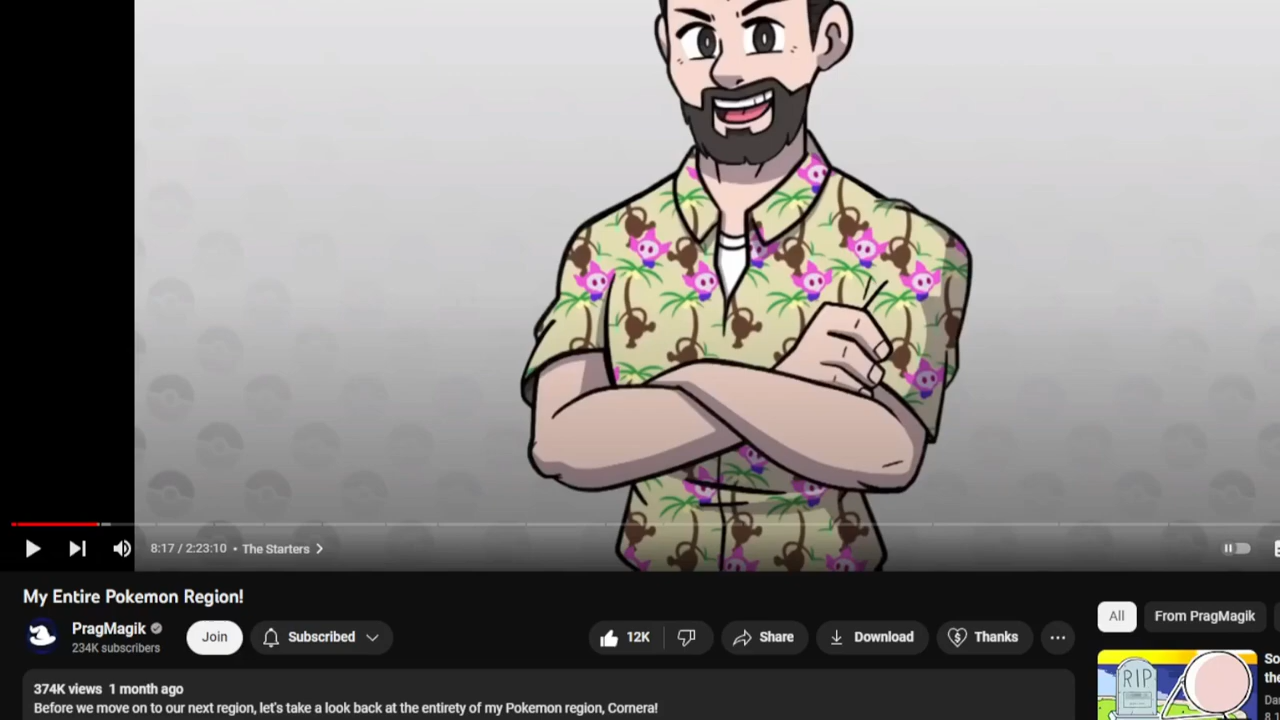 8:17 / 2:23:10 • The Starters
My Entire Pokemon Region!
PragMagik
234K subscribers
Join
Subscribed
12K
Share
Download
Thanks
All
From PragMagik
374K views 1 month ago
Before we move on to our next region, let's take a look back at the entirety of my Pokemon region, Cornera!
RIP
So
the